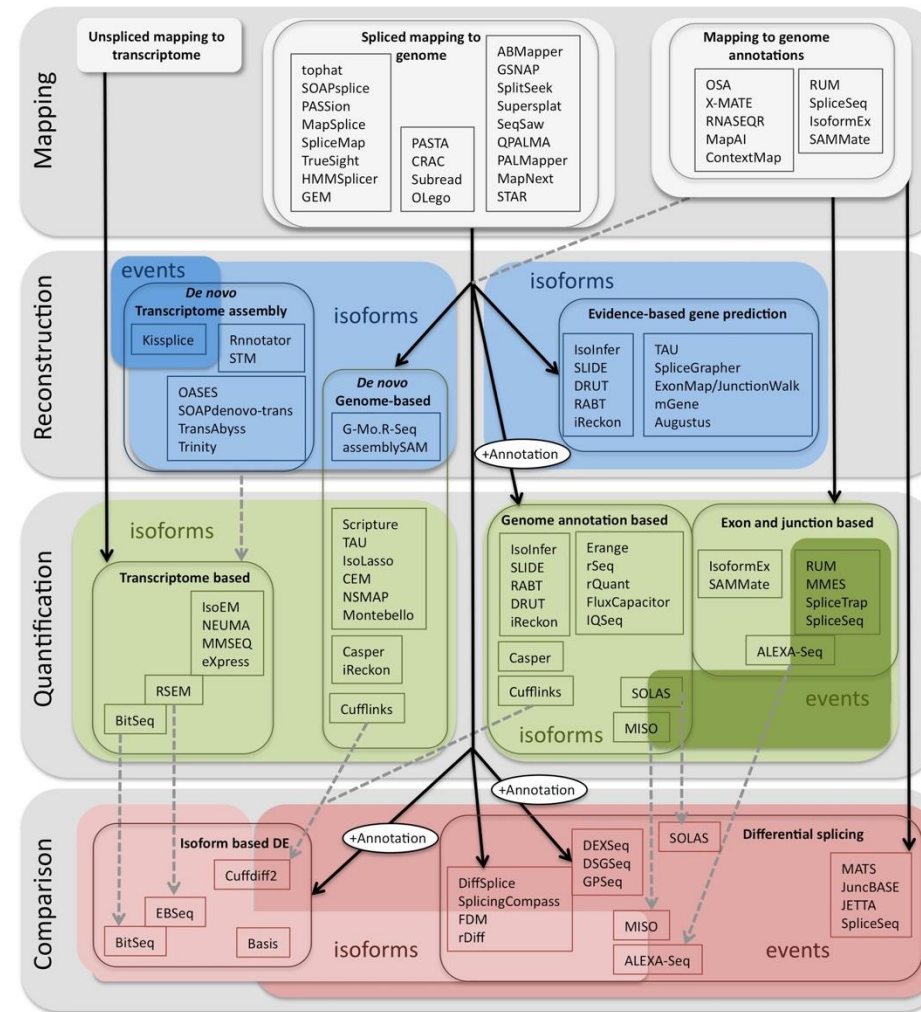 Mapping
Unspliced mapping to
transcriptome
Spliced mapping to
genome
tophat
SOAPsplice
PASSion
MapSplice
SpliceMap
TrueSight
HMMSplicer
GEM
PASTA
CRAC
Subread
OLego
ABMapper
GSNAP
SplitSeek
Supersplat
SeqSaw
QPALMA
PALMapper
MapNext
STAR
Mapping to genome
annotations
OSA
X-MATE
RNASEQR
MapAI
ContextMap
RUM
SpliceSeq
IsoformEx
SAMMate
Reconstruction
events
isoforms
De novo
Transcriptome assembly
Kissplice
Rnnotator
STM
OASES
SOAPdenovo-trans
TransAbyss
Trinity
De novo
Genome-based
G-Mo.R-Seq
assemblySAM
isoforms
Evidence-based gene prediction
IsoInfer
SLIDE
DRUT
RABT
iReckon
TAU
SpliceGrapher
ExonMap/JunctionWalk
mGene
Augustus
+Annotation
Quantification
isoforms
Transcriptome based
IsoEM
NEUMA
MMSEQ
eXpress
RSEM
BitSeq
Scripture
TAU
IsoLasso
CEM
NSMAP
Montebello
Casper
iReckon
Cufflinks
Genome annotation based
IsoInfer
SLIDE
RABT
DRUT
iReckon
Erange
rSeq
rQuant
FluxCapacitor
IQSeq
Casper
Cufflinks
SOLAS
MISO
isoforms
Exon and junction based
IsoformEx
SAMMate
RUM
MMES
SpliceTrap
SpliceSeq
ALEXA-Seq
events
Comparison
+Annotation
+Annotation
Isoform based DE
Cuffdiff2
EBSeq
BitSeq
Basis
isoforms
Differential splicing
DiffSplice
SplicingCompass
FDM
rDiff
DEXSeq
DSGSeq
GPSeq
SOLAS
MISO
ALEXA-Seq
MATS
JuncBASE
JETTA
SpliceSeq
events